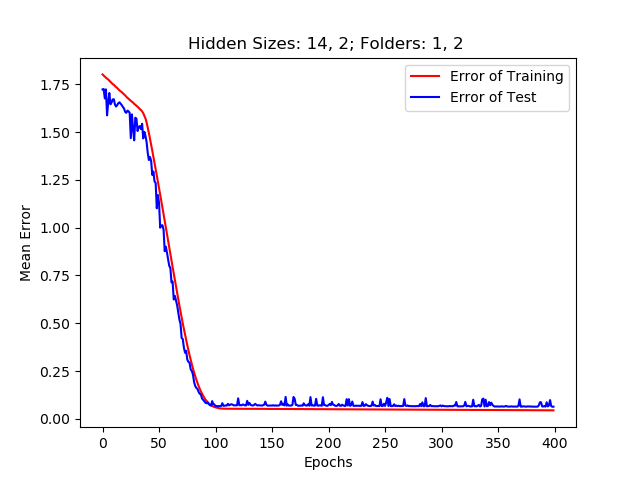 Hidden Sizes: 14, 2; Folders: 1, 2
Error of Training
Error of Test
Mean Error
1.75
1.50
1.25
1.00
0.75
0.50
0.25
0.00
0 50 100 150 200 250 300 350 400
Epochs